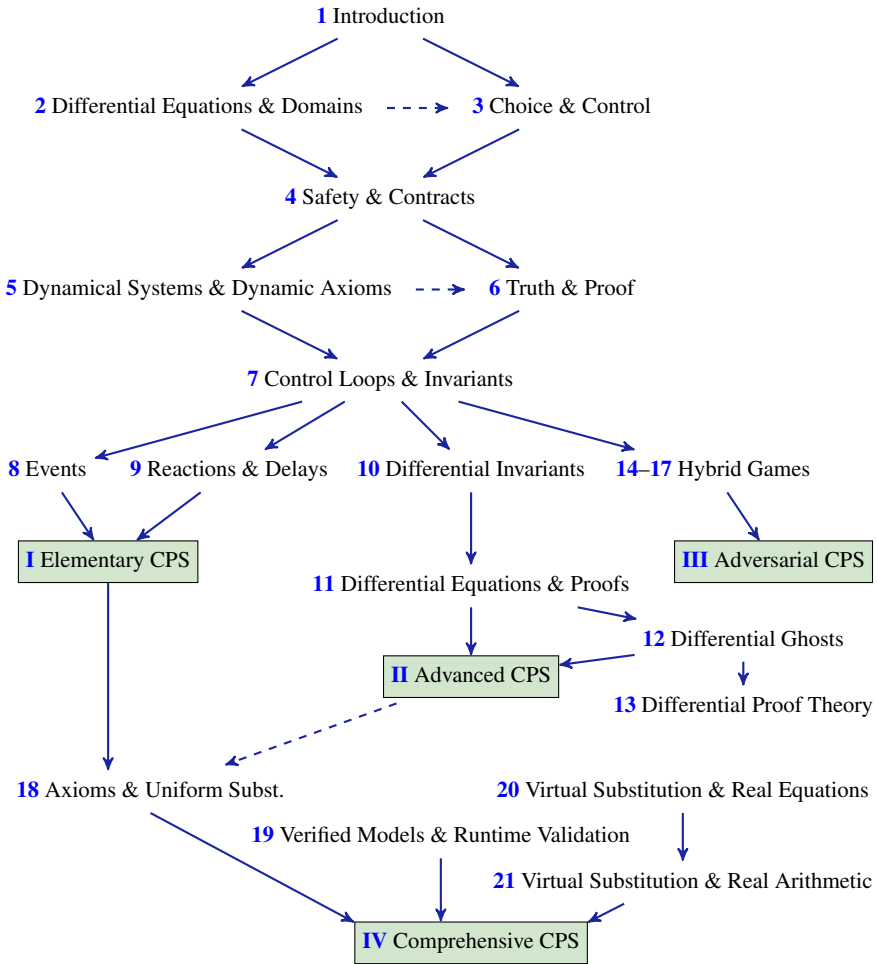 1 Introduction
2 Differential Equations & Domains
3 Choice & Control
4 Safety & Contracts
5 Dynamical Systems & Dynamic Axioms
6 Truth & Proof
7 Control Loops & Invariants
8 Events
9 Reactions & Delays
10 Differential Invariants
14–17 Hybrid Games
I Elementary CPS
III Adversarial CPS
11 Differential Equations & Proofs
12 Differential Ghosts
II Advanced CPS
13 Differential Proof Theory
18 Axioms & Uniform Subst.
20 Virtual Substitution & Real Equations
19 Verified Models & Runtime Validation
21 Virtual Substitution & Real Arithmetic
IV Comprehensive CPS